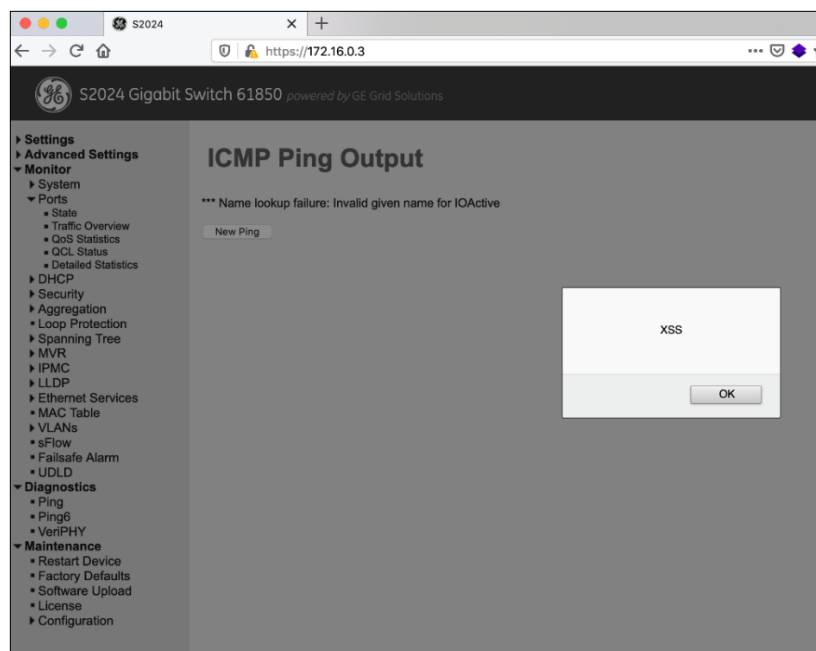 S2024
https://172.16.0.3
S2024 Gigabit Switch 61850 powered by GE Grid Solutions
Settings
Advanced Settings
Monitor
System
Ports
State
Traffic Overview
QoS Statistics
QCL Status
Detailed Statistics
DHCP
Security
Aggregation
Loop Protection
Spanning Tree
MVR
IPMC
LLDP
Ethernet Services
MAC Table
VLANs
sFlow
Failsafe Alarm
UDLD
Diagnostics
Ping
Ping6
VeriPHY
Maintenance
Restart Device
Factory Defaults
Software Upload
License
Configuration
ICMP Ping Output
*** Name lookup failure: Invalid given name for IOActive
New Ping
XSS
OK